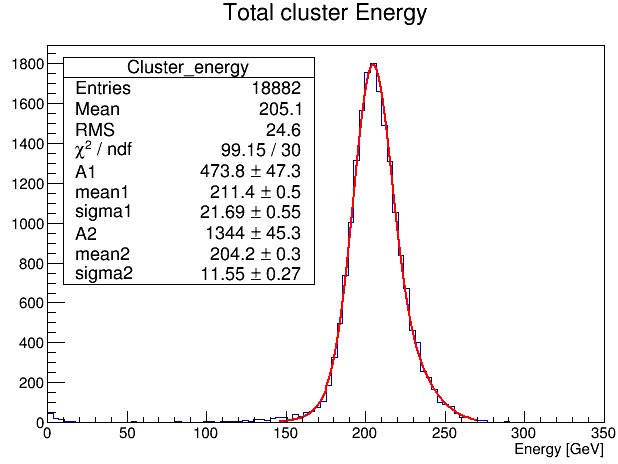 Total cluster Energy
Cluster_energy
Entries 18882
Mean 205.1
RMS 24.6
χ² / ndf 99.15 / 30
A1 473.8 ± 47.3
mean1 211.4 ± 0.5
sigma1 21.69 ± 0.55
A2 1344 ± 45.3
mean2 204.2 ± 0.3
sigma2 11.55 ± 0.27
1800
1600
1400
1200
1000
800
600
400
200
0
0 50 100 150 200 250 300 350
Energy [GeV]